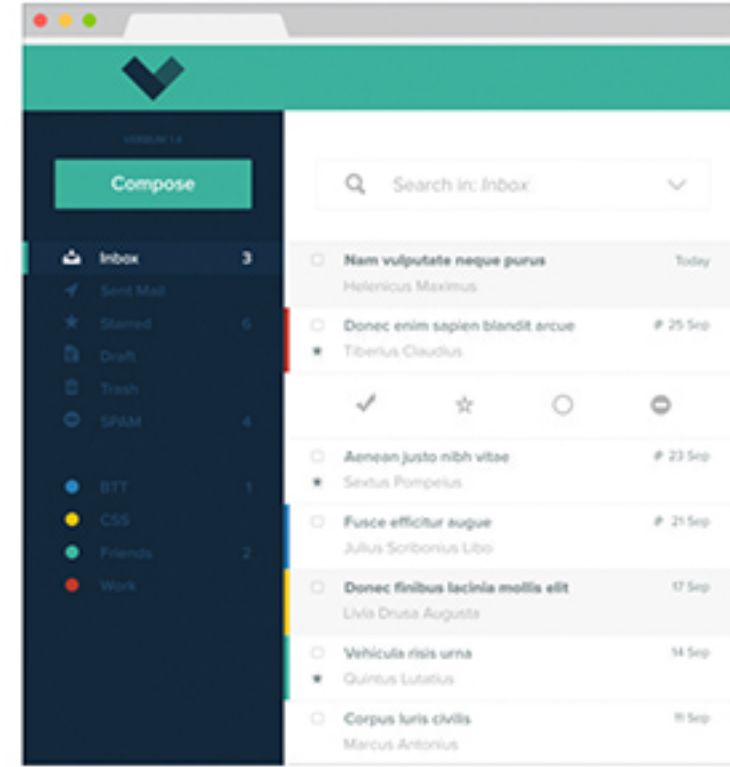 VERSION 1.4
Compose
Inbox 3
Sent Mail
Starred 6
Draft
Trash
SPAM 4
BTT 1
CSS
Friends 2
Work
Search in: Inbox
Nam vulputate neque purus Today
Helenicus Maximus
Donec enim sapien blandit arcue 25 Sep
Tiberius Claudius
Aenean justo nibh vitae 23 Sep
Sextus Pompeius
Fusce efficitur augue 21 Sep
Julius Scribonius Libo
Donec finibus lacinia mollis elit 17 Sep
Livia Drusa Augusta
Vehicula risis urna 14 Sep
Quintus Lutatius
Corpus Iuris civilis 11 Sep
Marcus Antonius